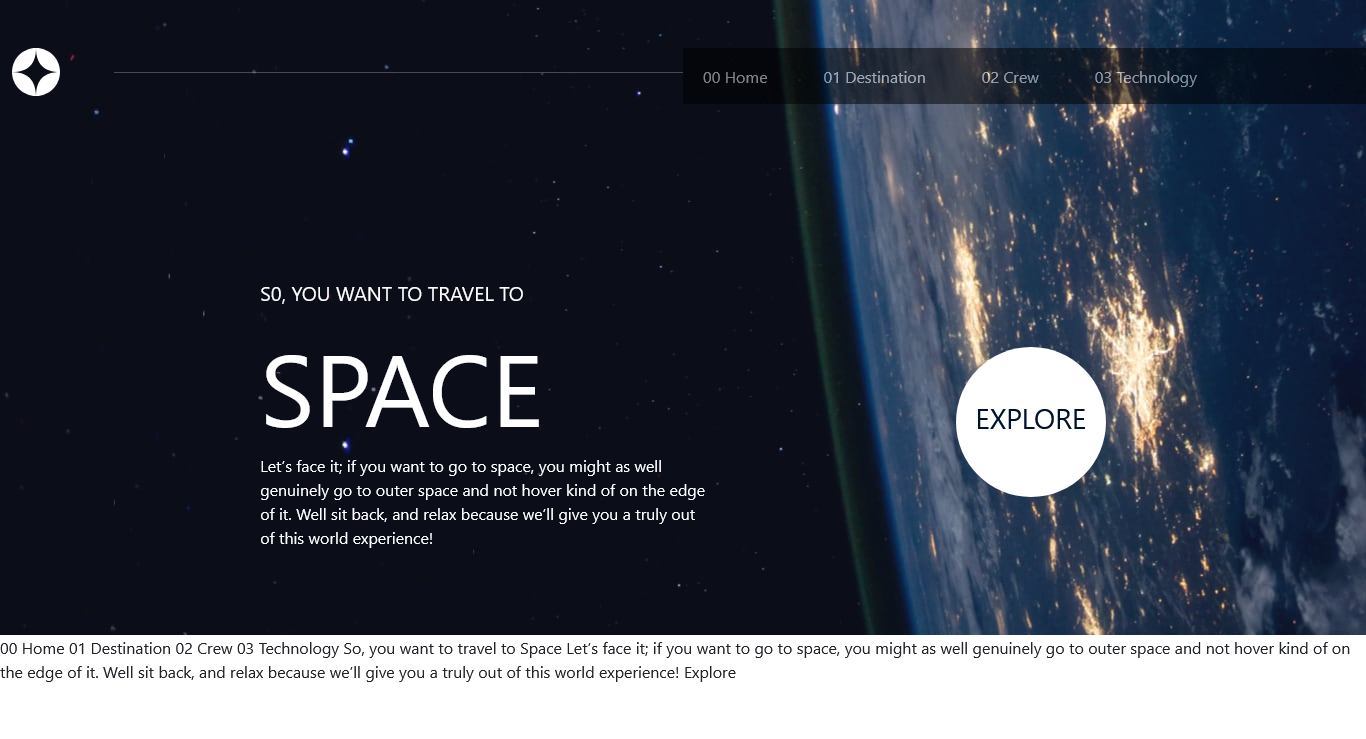 00 Home 01 Destination 02 Crew 03 Technology
S0, YOU WANT TO TRAVEL TO
SPACE
Let’s face it; if you want to go to space, you might as well
genuinely go to outer space and not hover kind of on the edge
of it. Well sit back, and relax because we’ll give you a truly out
of this world experience!
EXPLORE
00 Home 01 Destination 02 Crew 03 Technology So, you want to travel to Space Let’s face it; if you want to go to space, you might as well genuinely go to outer space and not hover kind of on
the edge of it. Well sit back, and relax because we’ll give you a truly out of this world experience! Explore